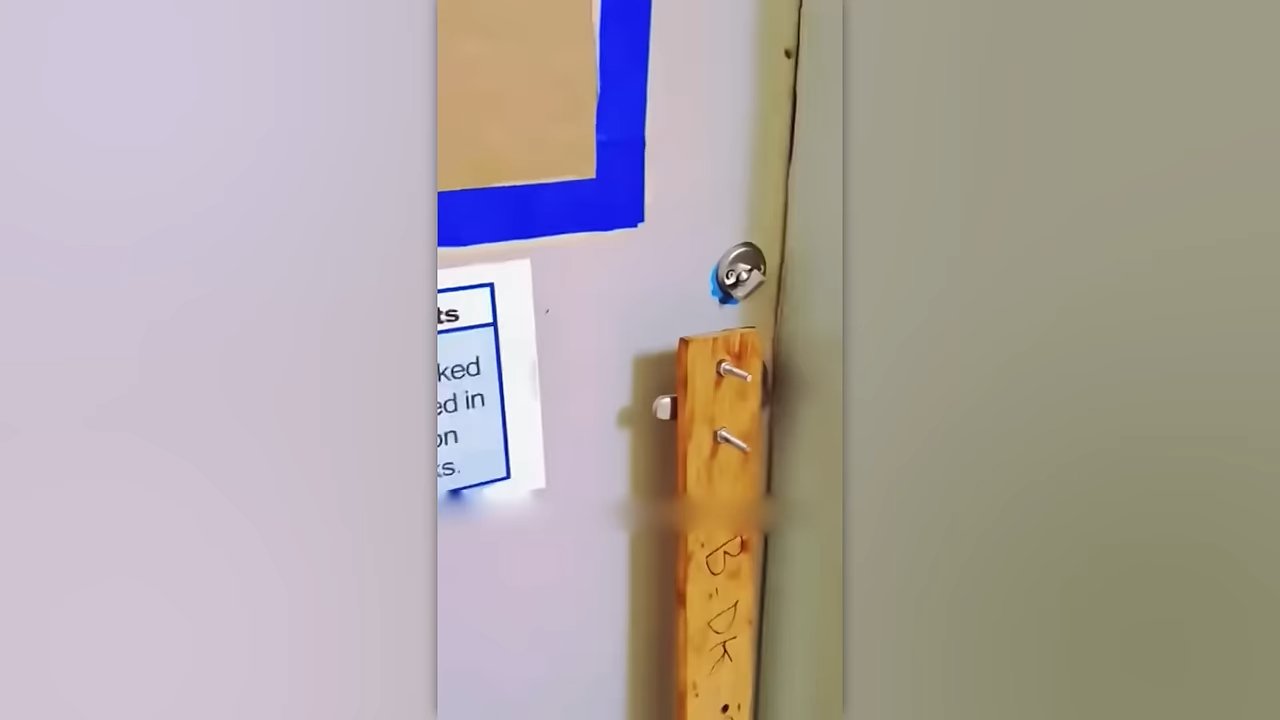 ts
ked
ed in
on
ks.
B-DK